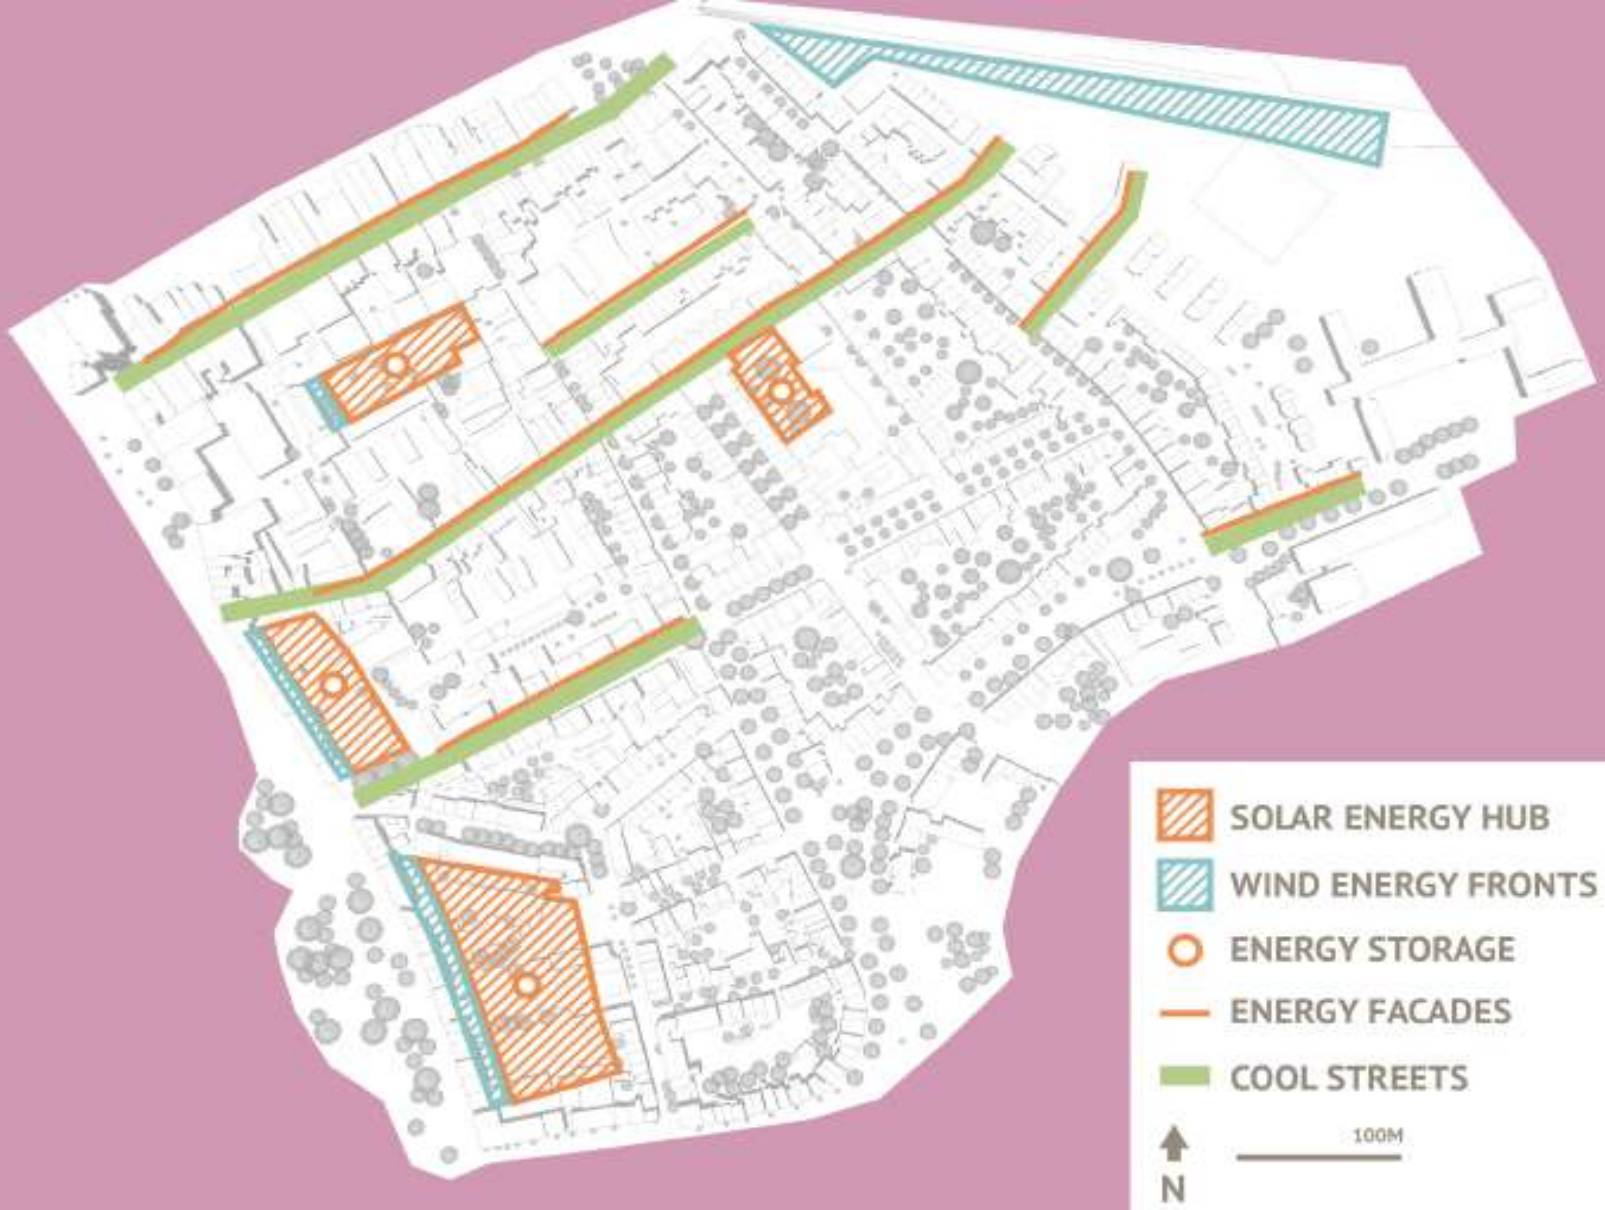 SOLAR ENERGY HUB
WIND ENERGY FRONTS
ENERGY STORAGE
ENERGY FACADES
COOL STREETS
100M
N